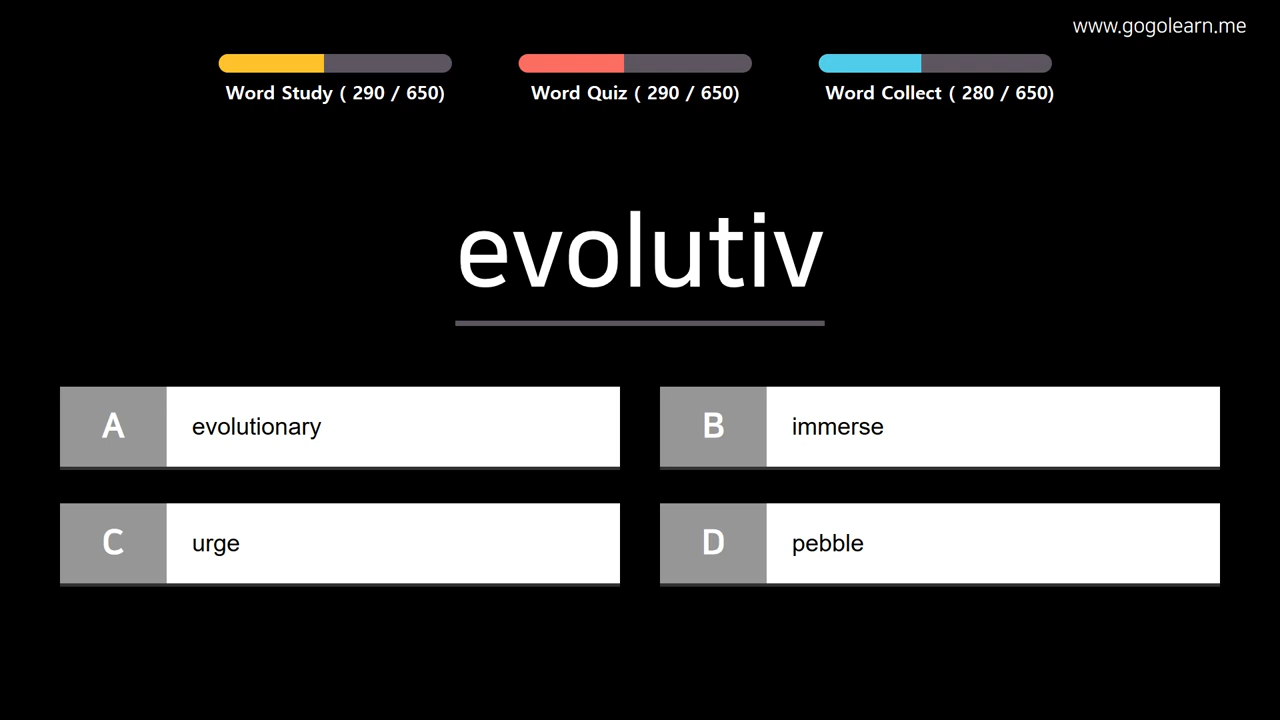 www.gogolearn.me
Word Study ( 290 / 650)
Word Quiz ( 290 / 650)
Word Collect ( 280 / 650)
evolutiv
A
evolutionary
B
immerse
C
urge
D
pebble